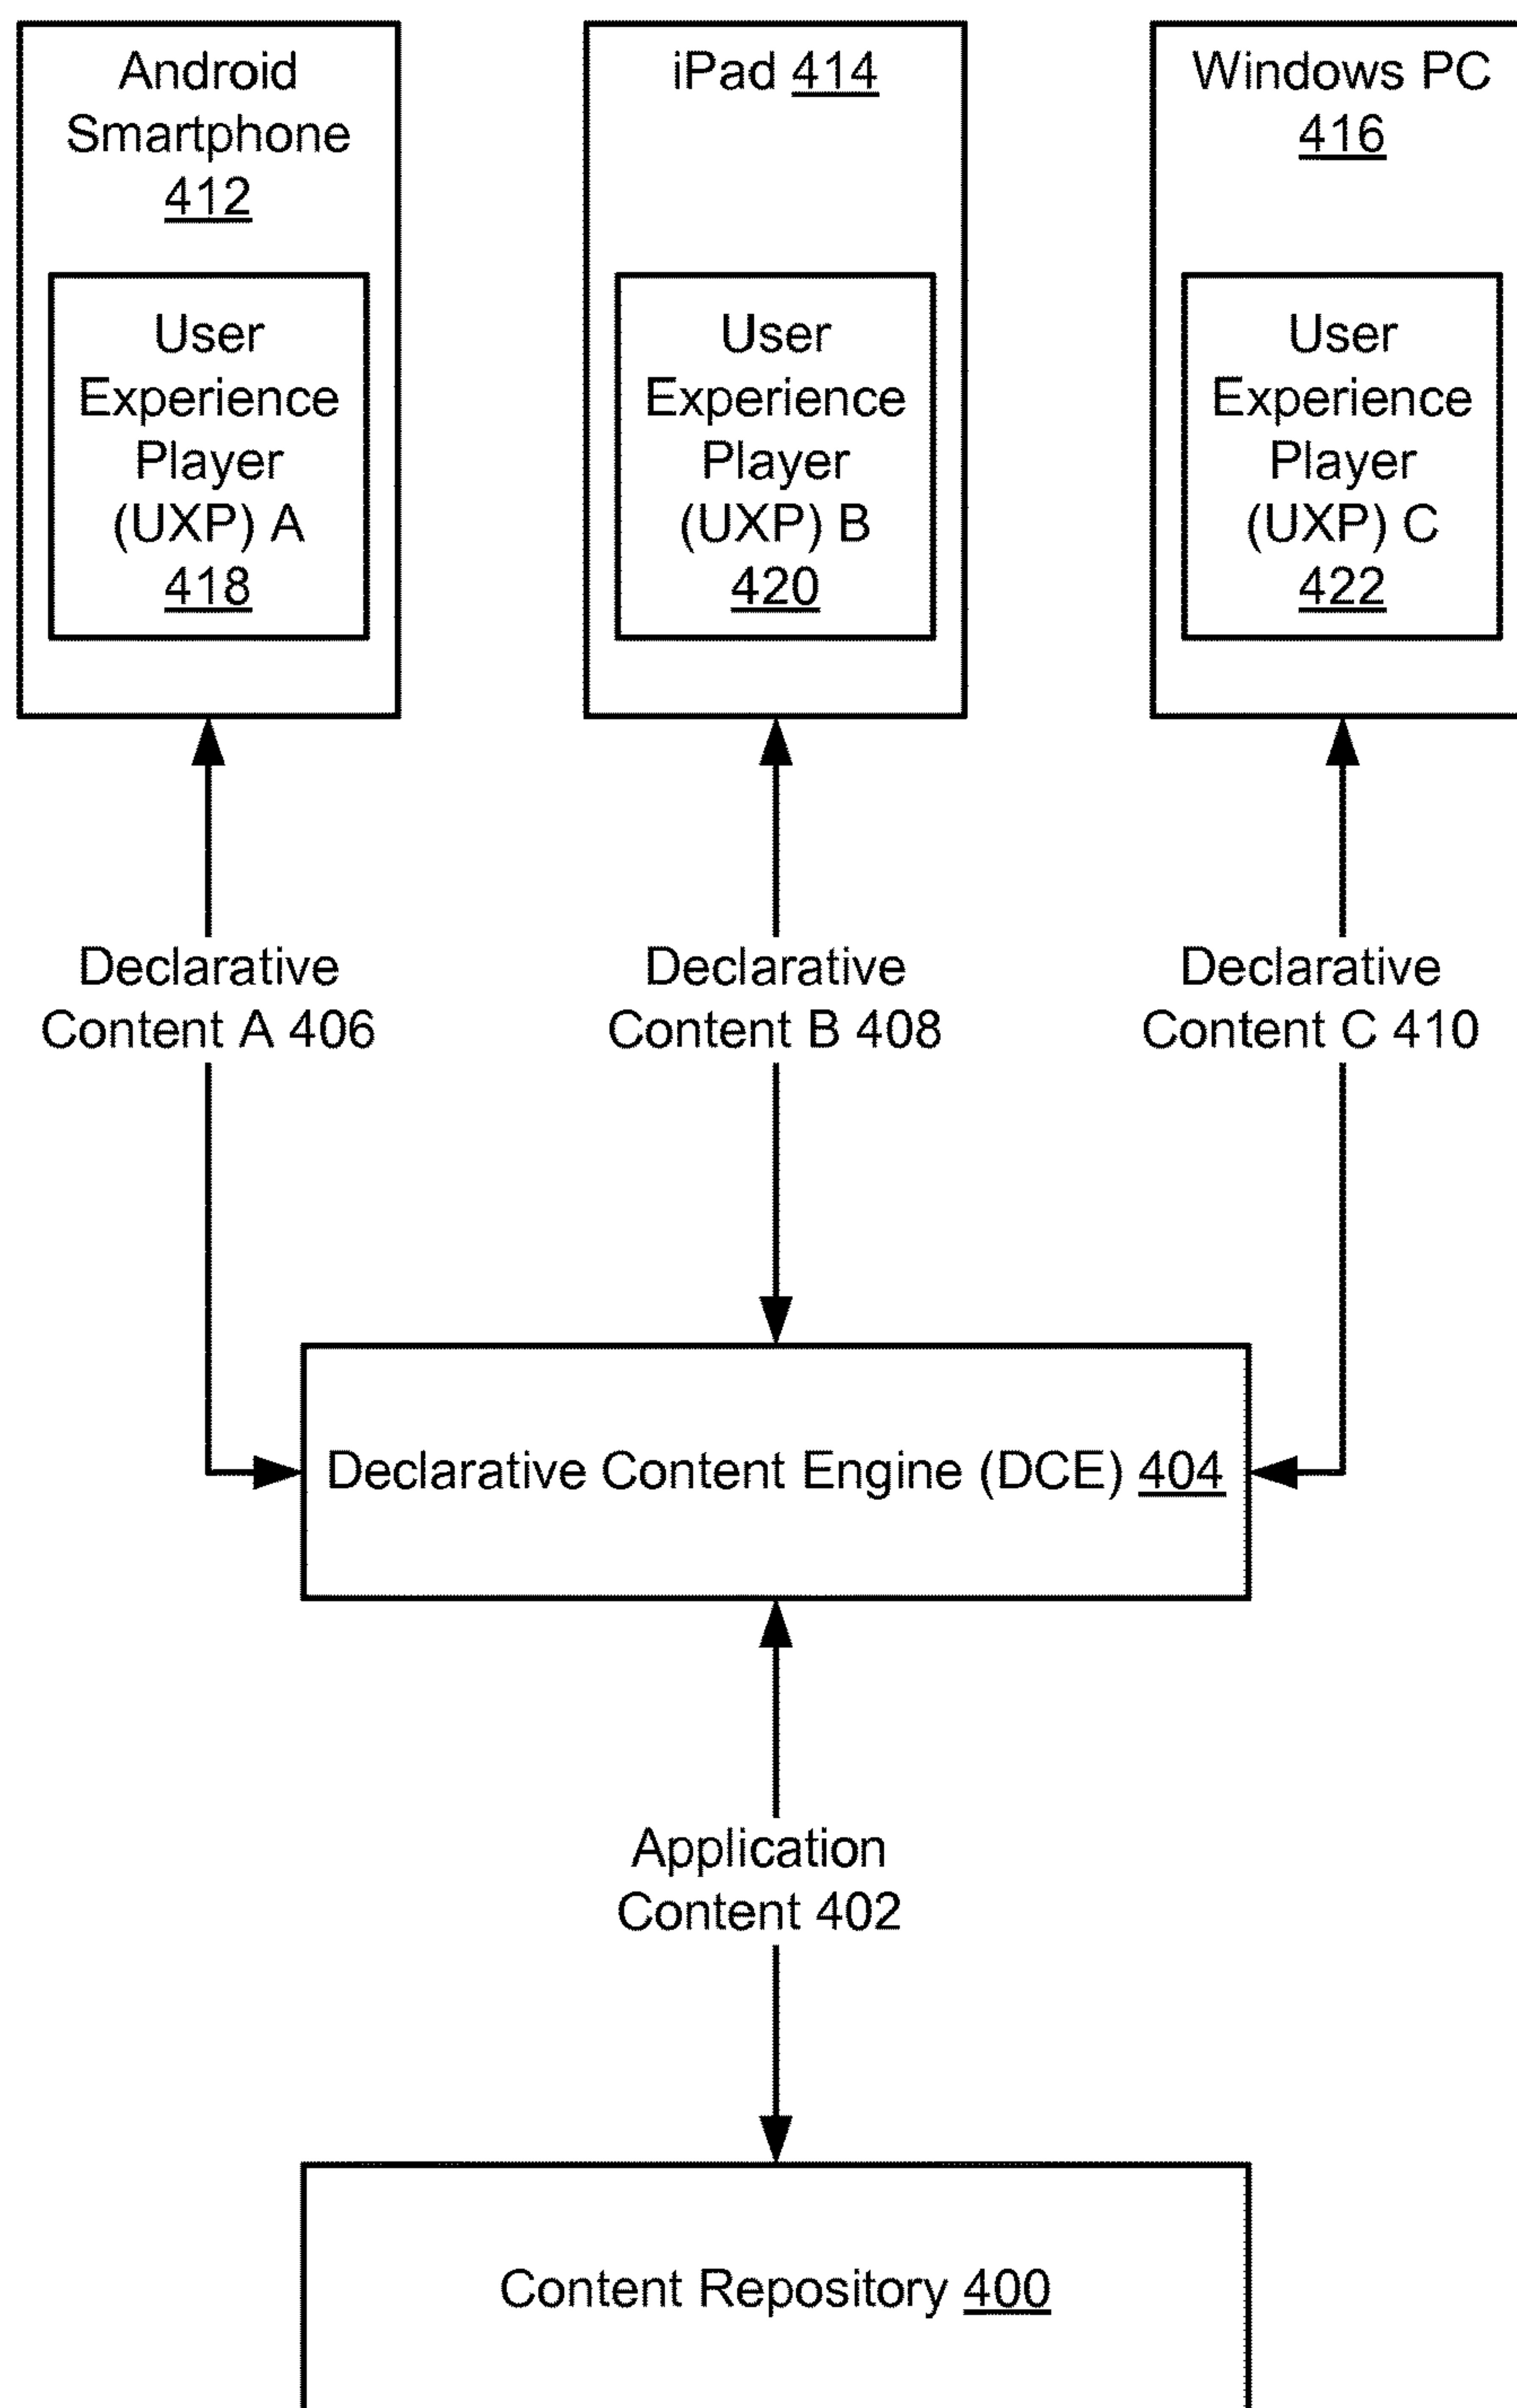 Android
Smartphone
412
User
Experience
Player
(UXP) A
418
iPad 414
User
Experience
Player
(UXP) B
420
Windows PC
416
User
Experience
Player
(UXP) C
422
Declarative
Content A 406
Declarative
Content B 408
Declarative
Content C 410
Declarative Content Engine (DCE) 404
Application
Content 402
Content Repository 400